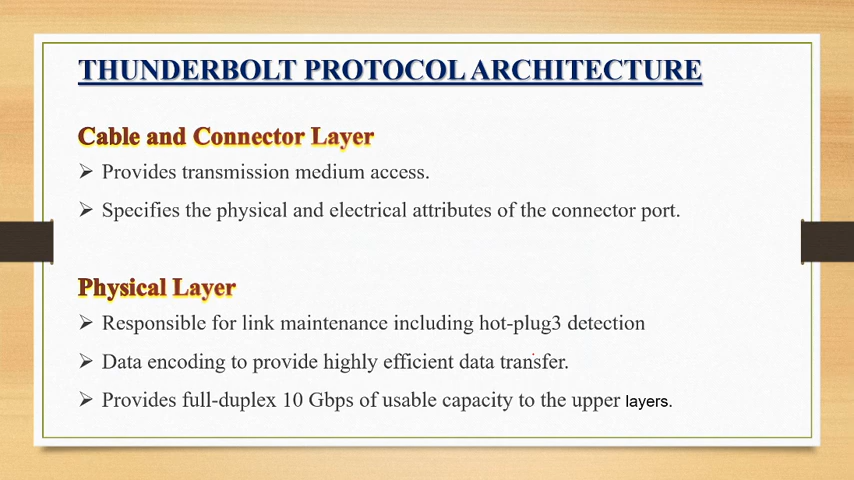 THUNDERBOLT PROTOCOL ARCHITECTURE
Cable and Connector Layer
➢ Provides transmission medium access.
➢ Specifies the physical and electrical attributes of the connector port.
Physical Layer
➢ Responsible for link maintenance including hot-plug3 detection
➢ Data encoding to provide highly efficient data transfer.
➢ Provides full-duplex 10 Gbps of usable capacity to the upper layers.